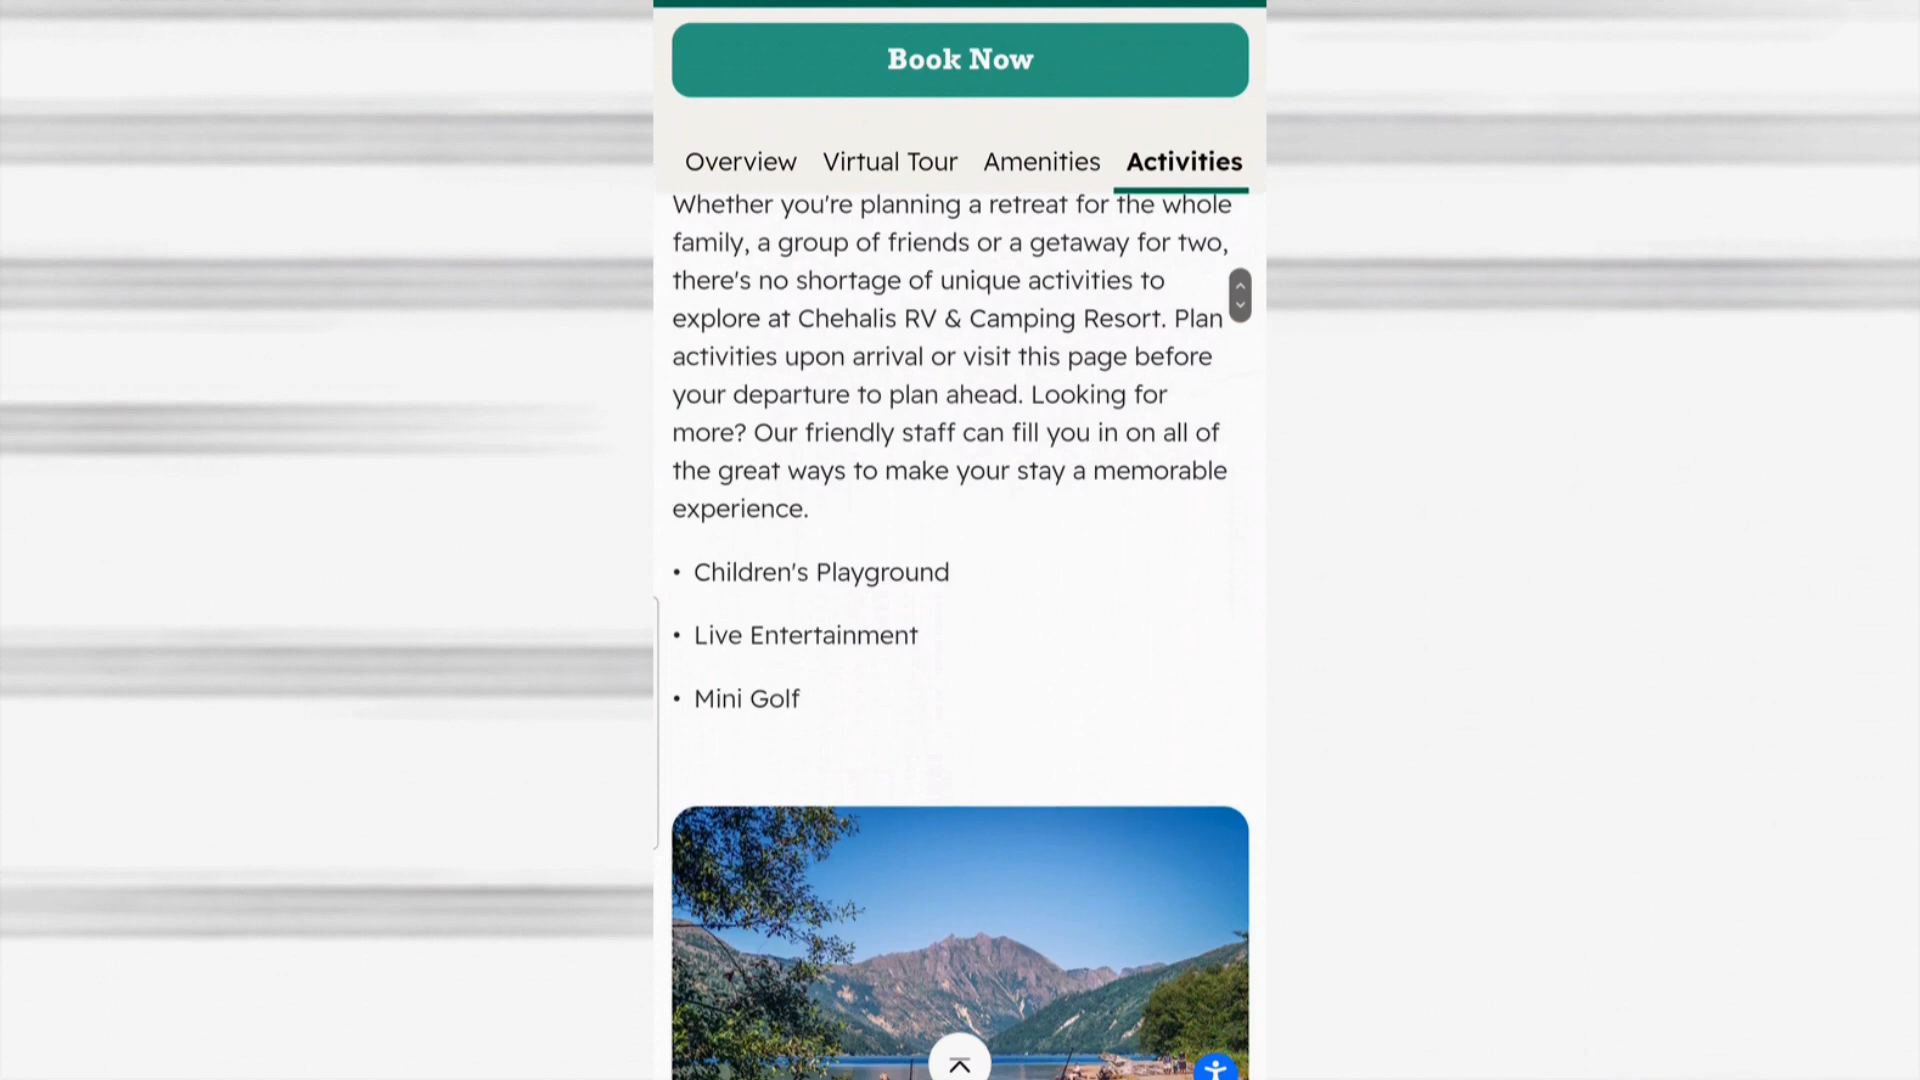 Book Now
Overview Virtual Tour Amenities Activities
Whether you're planning a retreat for the whole
family, a group of friends or a getaway for two,
there's no shortage of unique activities to
explore at Chehalis RV & Camping Resort. Plan
activities upon arrival or visit this page before
your departure to plan ahead. Looking for
more? Our friendly staff can fill you in on all of
the great ways to make your stay a memorable
experience.
• Children's Playground
• Live Entertainment
• Mini Golf